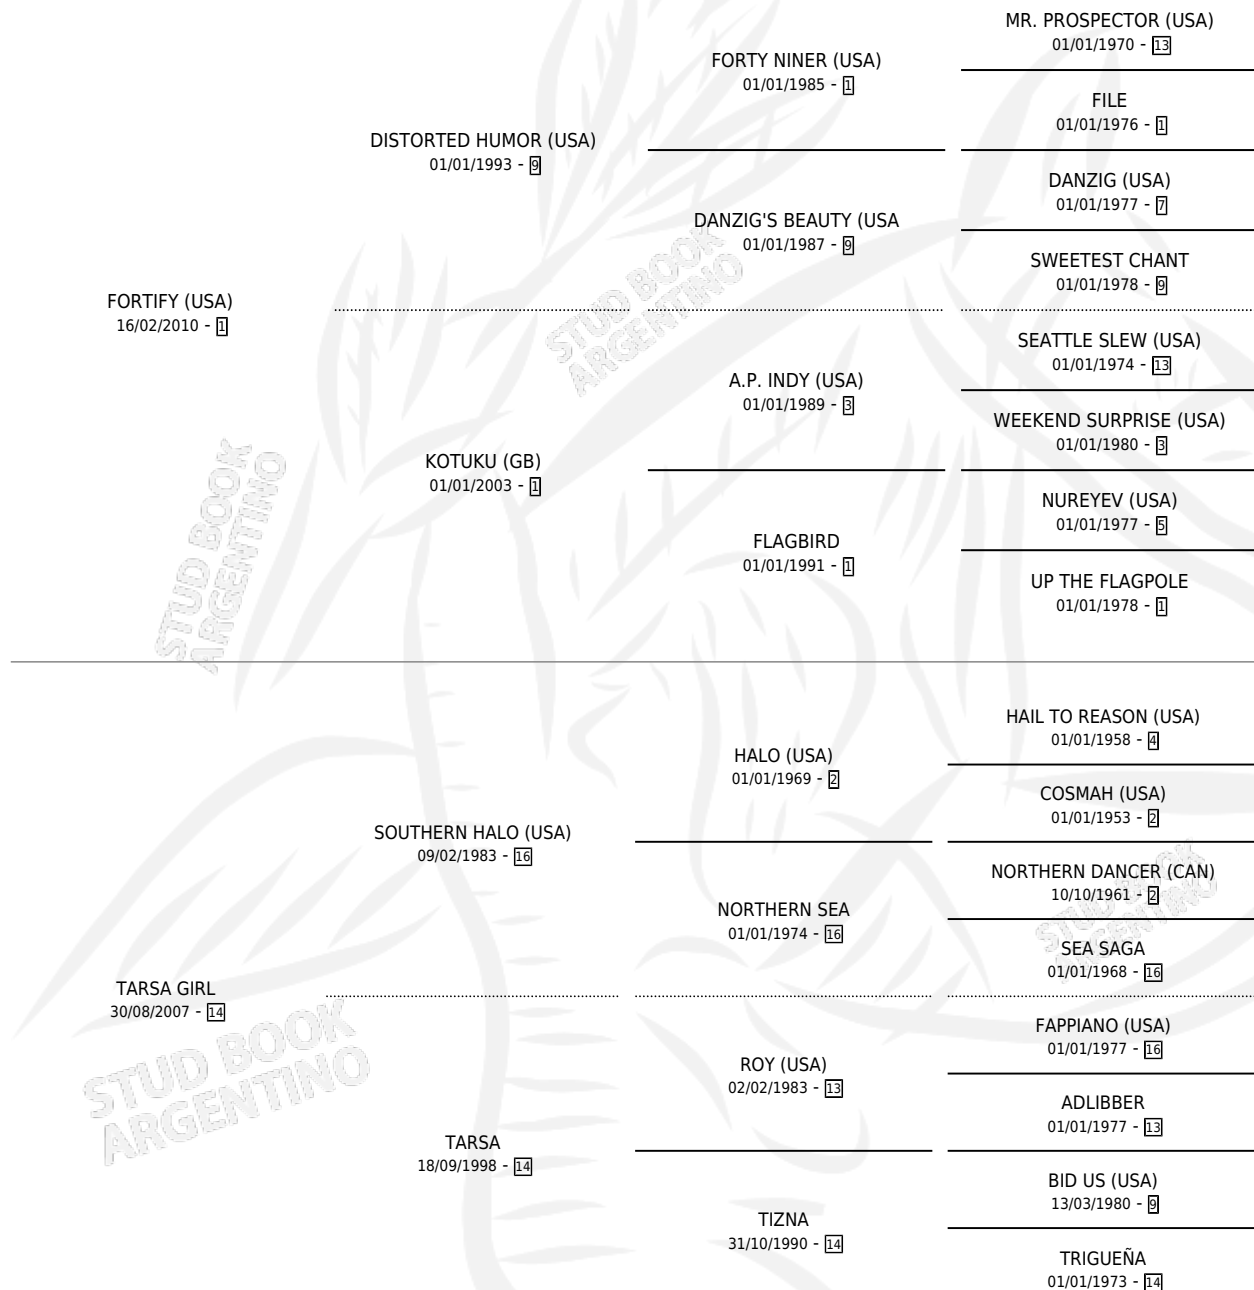 MR. PROSPECTOR (USA)
01/01/1970 - 13
FORTY NINER (USA)
01/01/1985 - 1
FILE
01/01/1976 - 1
DISTORTED HUMOR (USA)
01/01/1993 - 9
DANZIG (USA)
01/01/1977 - 7
DANZIG'S BEAUTY (USA
01/01/1987 - 9
SWEETEST CHANT
01/01/1978 - 9
FORTIFY (USA)
16/02/2010 - 1
STUD BOOK
ARGENTINO
SEATTLE SLEW (USA)
01/01/1974 - 13
A.P. INDY (USA)
01/01/1989 - 3
WEEKEND SURPRISE (USA)
01/01/1980 - 3
KOTUKU (GB)
01/01/2003 - 1
NUREYEV (USA)
01/01/1977 - 5
FLAGBIRD
01/01/1991 - 1
UP THE FLAGPOLE
01/01/1978 - 1
STUD BOOK
ARGENTINO
HAIL TO REASON (USA)
01/01/1958 - 4
HALO (USA)
01/01/1969 - 2
COSMAH (USA)
01/01/1953 - 2
SOUTHERN HALO (USA)
09/02/1983 - 16
NORTHERN DANCER (CAN)
10/10/1961 - 2
NORTHERN SEA
01/01/1974 - 16
STUD BOOK
ARGENTINO
SEA SAGA
01/01/1968 - 16
TARSA GIRL
30/08/2007 - 14
STUD BOOK
ARGENTINO
FAPPIANO (USA)
01/01/1977 - 16
ROY (USA)
02/02/1983 - 13
ADLIBBER
01/01/1977 - 13
TARSA
18/09/1998 - 14
BID US (USA)
13/03/1980 - 9
TIZNA
31/10/1990 - 14
TRIGUEÑA
01/01/1973 - 14